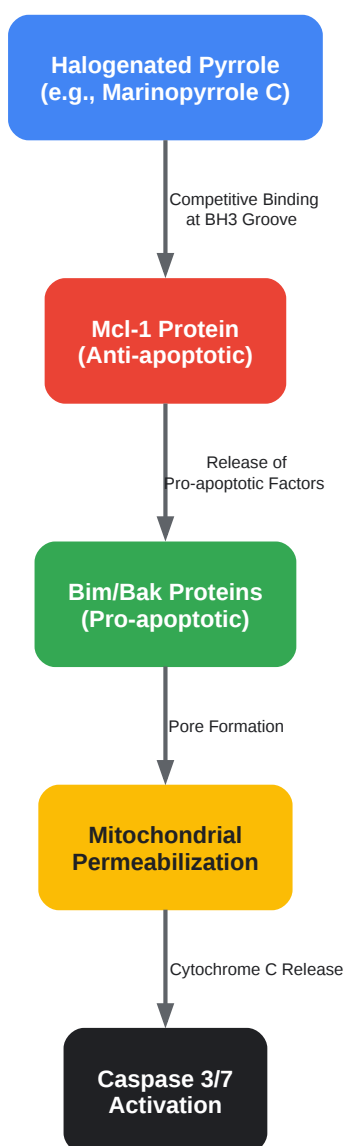 Halogenated Pyrrole
(e.g., Marinopyrrole C)
Competitive Binding
at BH3 Groove
Mcl-1 Protein
(Anti-apoptotic)
Release of
Pro-apoptotic Factors
Bim/Bak Proteins
(Pro-apoptotic)
Pore Formation
Mitochondrial
Permeabilization
Cytochrome C Release
Caspase 3/7
Activation